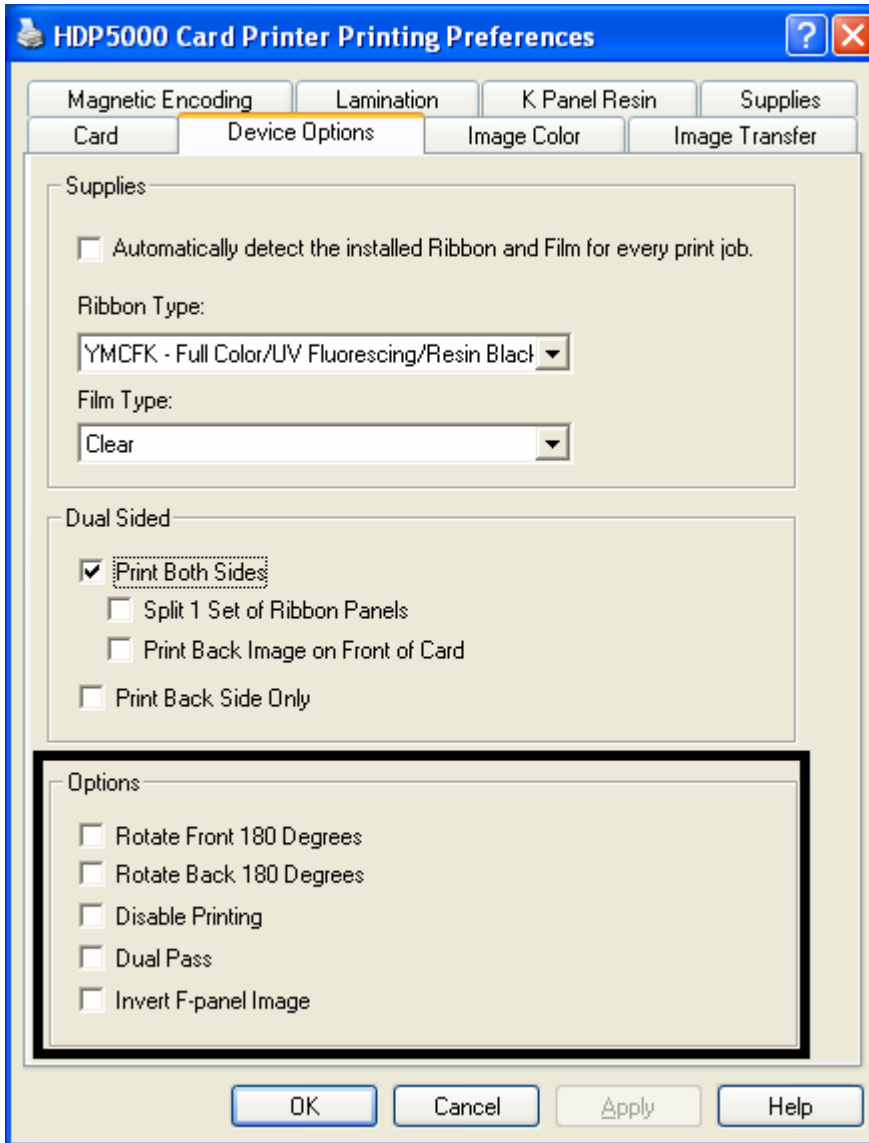 HDP5000 Card Printer Printing Preferences
Magnetic Encoding Lamination K Panel Resin Supplies
Card Device Options Image Color Image Transfer
Supplies
Automatically detect the installed Ribbon and Film for every print job.
Ribbon Type:
YMCFK - Full Color/UV Fluorescing/Resin Blac
Film Type:
Clear
Dual Sided
Print Both Sides
Split 1 Set of Ribbon Panels
Print Back Image on Front of Card
Print Back Side Only
Options
Rotate Front 180 Degrees
Rotate Back 180 Degrees
Disable Printing
Dual Pass
Invert F-panel Image
OK Cancel Apply Help